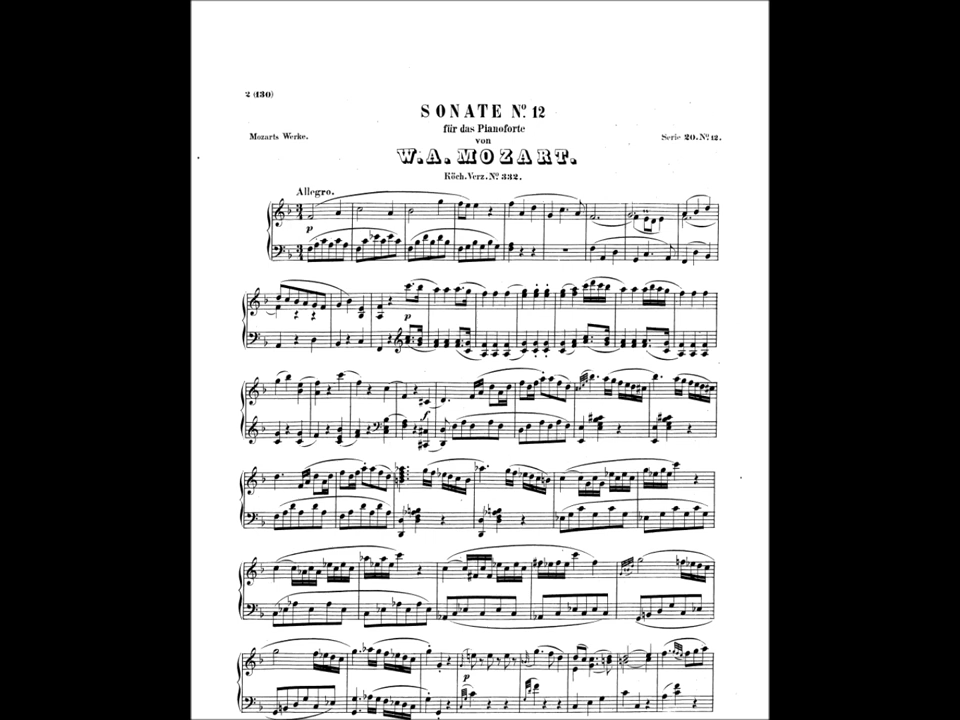 2 (130)
SONATE Nº 12
für das Pianoforte
von
Mozarts Werke.
Serie 20. Nº 12.
W. A. MOZART.
Köch. Verz. Nº 332.
Allegro.
p
p
f
p